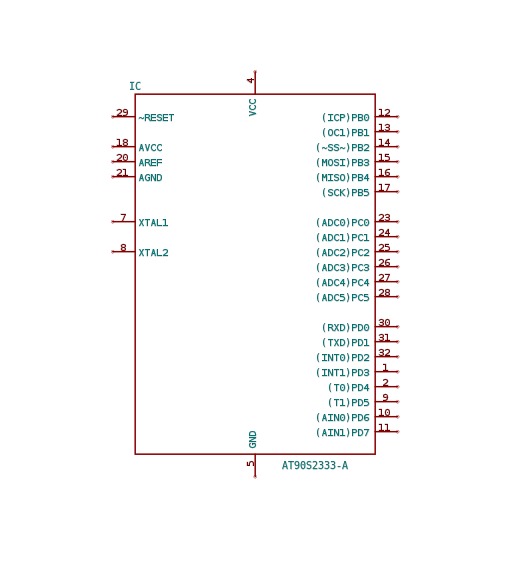 4
IC
VCC
29 ~RESET (ICP)PB0 12
(OC1)PB1 13
18 AVCC (~SS~)PB2 14
20 AREF (MOSI)PB3 15
21 AGND (MISO)PB4 16
(SCK)PB5 17
7 XTAL1 (ADC0)PC0 23
(ADC1)PC1 24
8 XTAL2 (ADC2)PC2 25
(ADC3)PC3 26
(ADC4)PC4 27
(ADC5)PC5 28
(RXD)PD0 30
(TXD)PD1 31
(INT0)PD2 32
(INT1)PD3 1
(T0)PD4 2
(T1)PD5 9
(AIN0)PD6 10
(AIN1)PD7 11
GND
5
AT90S2333-A